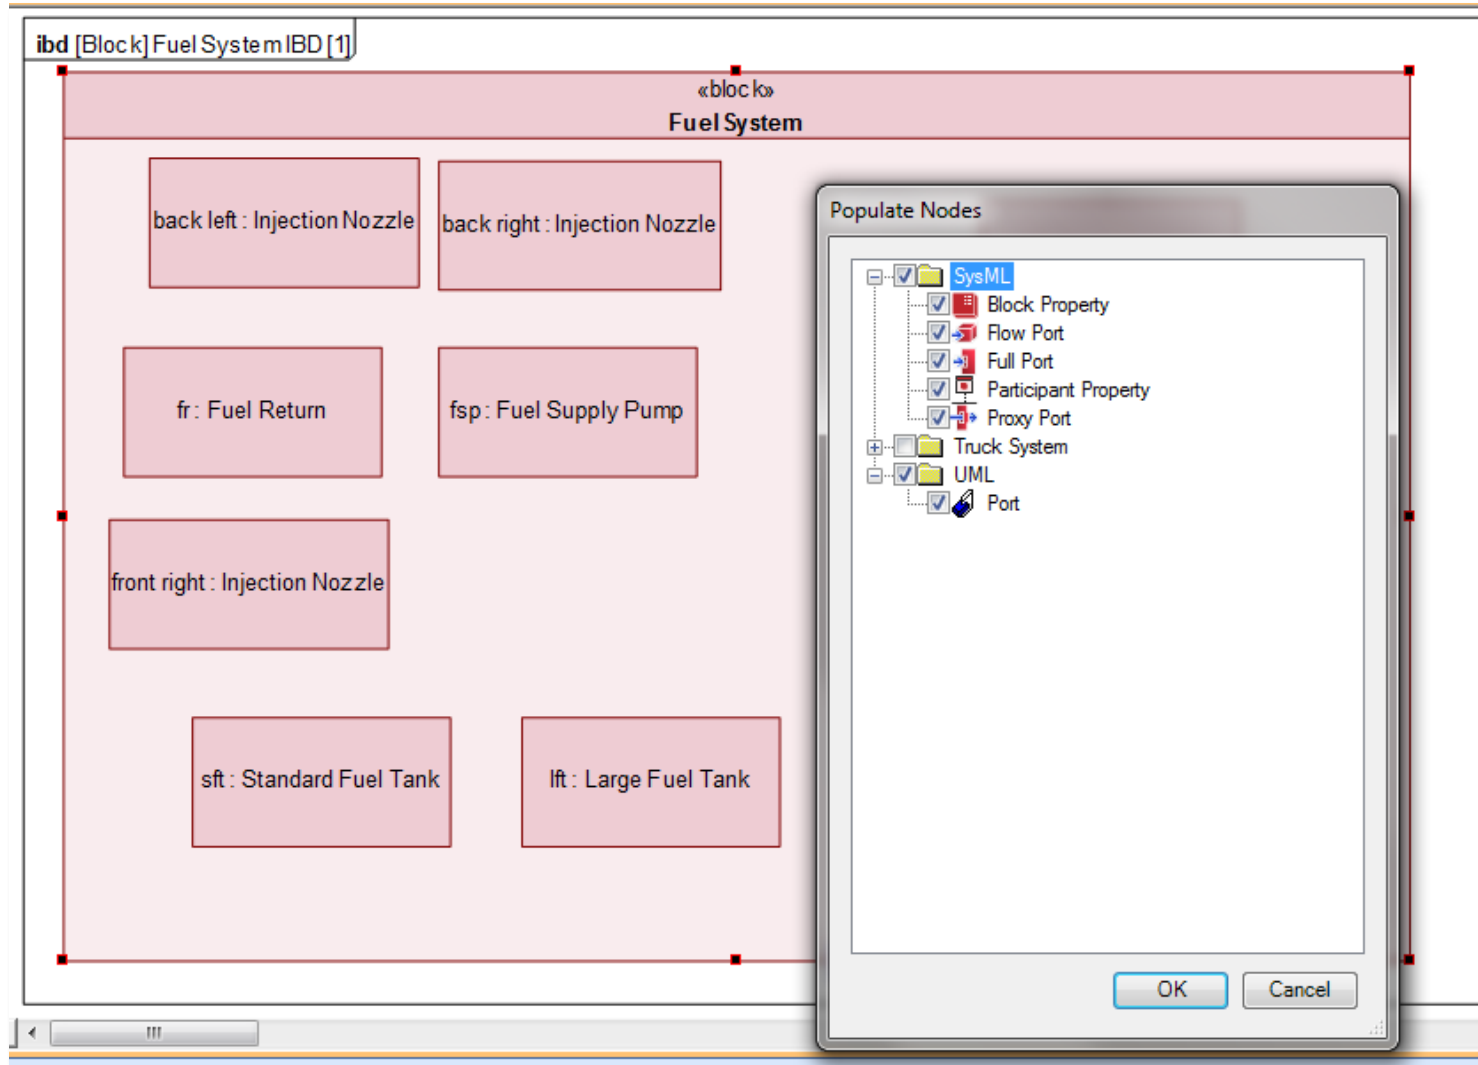 ibd [Block] Fuel System IBD [1]
«block»
Fuel System
back left : Injection Nozzle
back right : Injection Nozzle
fr : Fuel Return
fsp : Fuel Supply Pump
front right : Injection Nozzle
sft : Standard Fuel Tank
lft : Large Fuel Tank
Populate Nodes
SysML
Block Property
Flow Port
Full Port
Participant Property
Proxy Port
Truck System
UML
Port
OK
Cancel